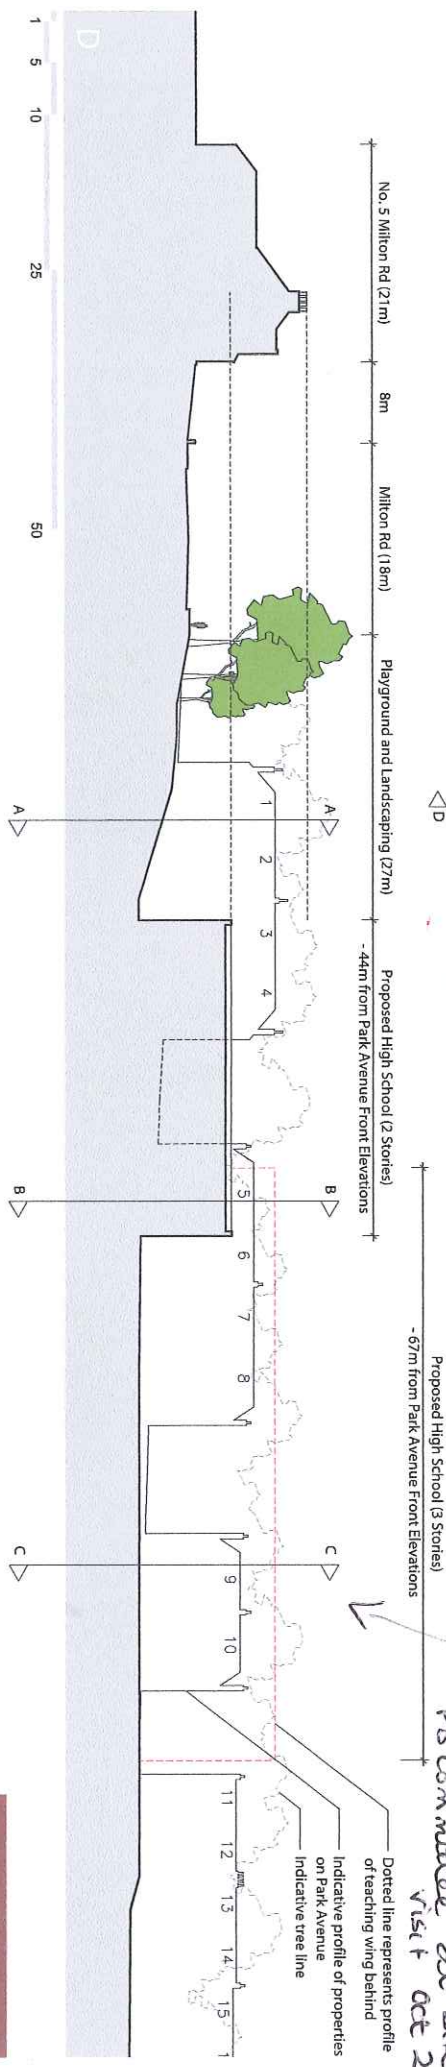 D
1 5 10 25 50
No. 5 Milton Rd (21m)
8m
Milton Rd (18m)
Playground and Landscaping (27m)
D
Proposed High School (2 Stories)
- 44m from Park Avenue Front Elevations
Proposed High School (3 Stories)
- 67m from Park Avenue Front Elevations
visit Oct 2
A
B
C
1 2 3 4 5 6 7 8 9 10 11 12 13 14 15 1
A
B
C
Dotted line represents profile
of teaching wing behind
Indicative profile of properties
on Park Avenue
Indicative tree line